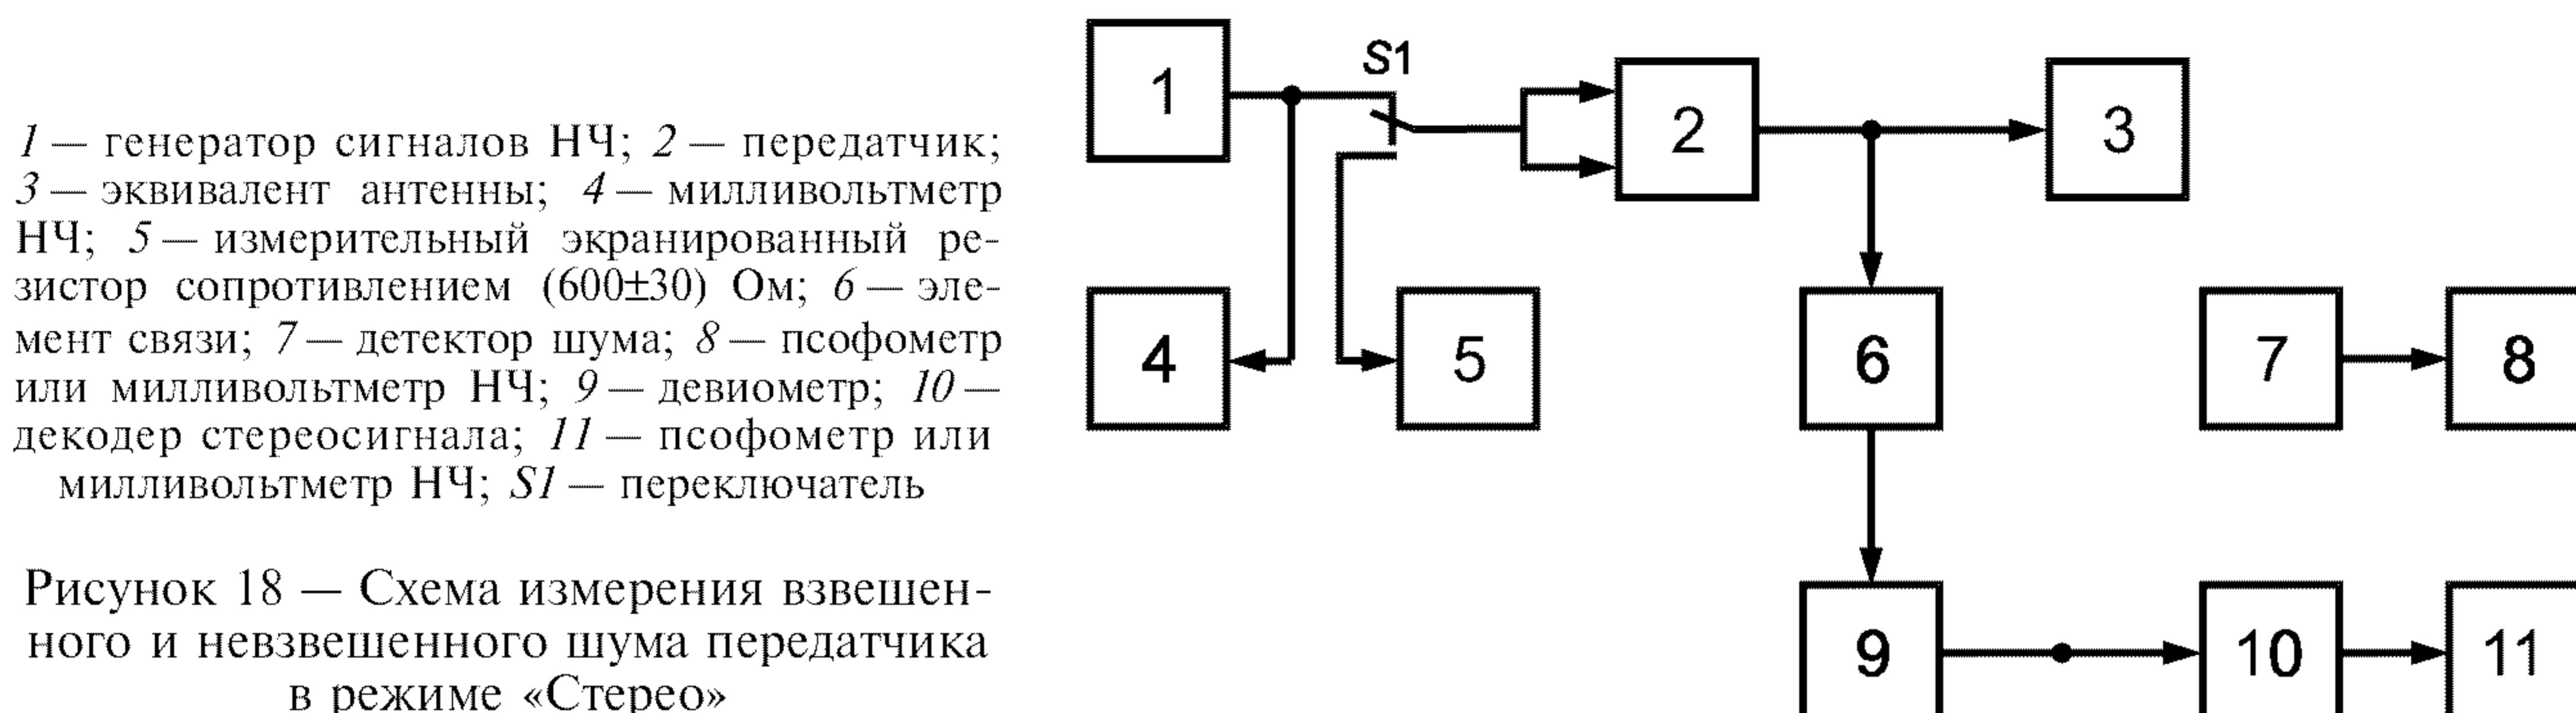 1 — генератор сигналов НЧ; 2 — передатчик;
3 — эквивалент антенны; 4 — милливольтметр
НЧ; 5 — измерительный экранированный ре-
зистор сопротивлением (600±30) Ом; 6 — эле-
мент связи; 7 — детектор шума; 8 — псофометр
или милливольтметр НЧ; 9 — девиометр; 10 —
декодер стереосигнала; 11 — псофометр или
милливольтметр НЧ; S1 — переключатель
Рисунок 18 — Схема измерения взвешен-
ного и невзвешенного шума передатчика
в режиме «Стерео»
S1
1
2
3
4
5
6
7
8
9
10
11